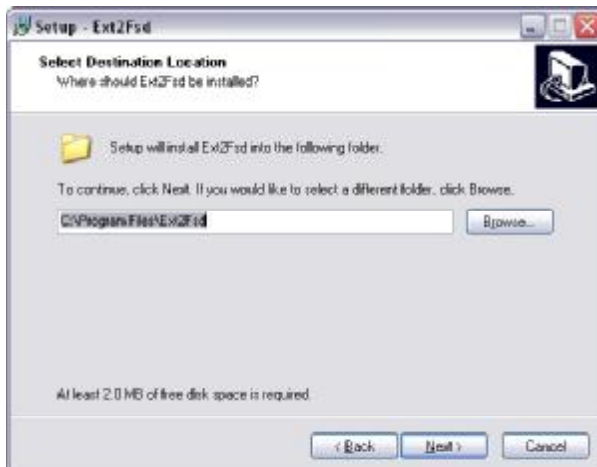 Setup - Ext2Fsd
Select Destination Location
Where should Ext2Fsd be installed?
Setup will install Ext2Fsd into the following folder.
To continue, click Next. If you would like to select a different folder, click Browse.
C:\Program Files\Ext2Fsd
Browse...
At least 2.0 MB of free disk space is required.
< Back
Next >
Cancel